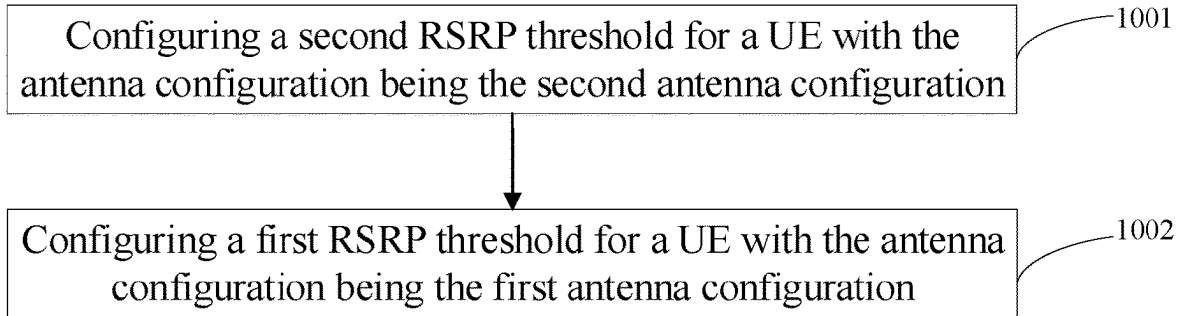 Configuring a second RSRP threshold for a UE with the
antenna configuration being the second antenna configuration
1001
Configuring a first RSRP threshold for a UE with the antenna
configuration being the first antenna configuration
1002